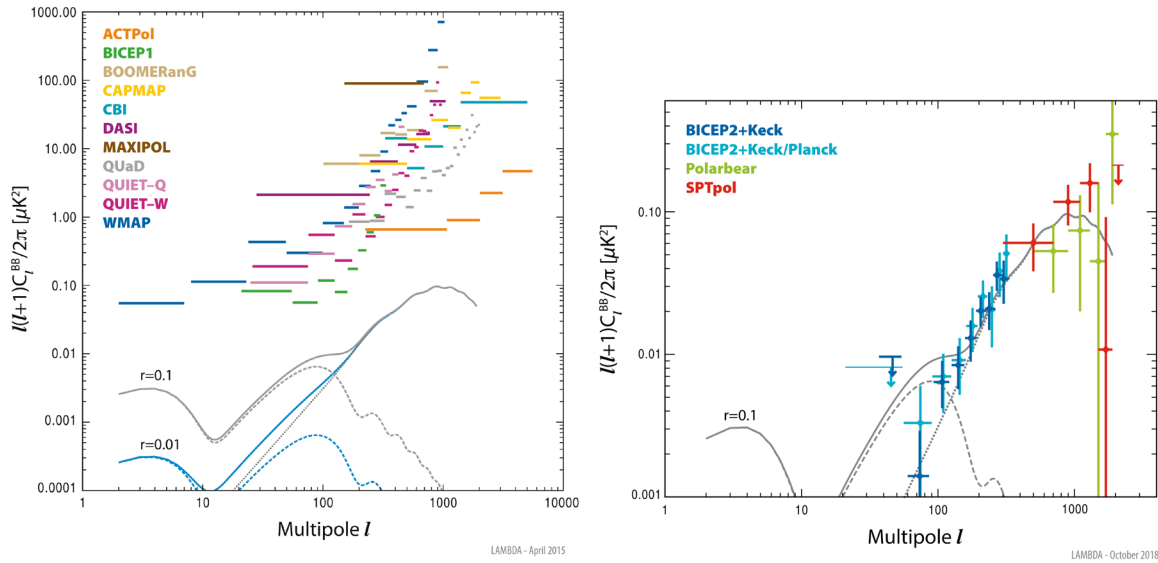 1000.00
100.00
10.00
1.00
0.10
0.01
0.001
0.0001
l(l+1)C_l^BB/2π [μK²]
ACTPol
BICEP1
BOOMERanG
CAPMAP
CBI
DASI
MAXIPOL
QUaD
QUIET–Q
QUIET–W
WMAP
r=0.1
r=0.01
1 10 100 1000 10000
Multipole l
LAMBDA - April 2015
0.10
0.01
0.001
l(l+1)C_l^BB/2π [μK²]
BICEP2+Keck
BICEP2+Keck/Planck
Polarbear
SPTpol
r=0.1
1 10 100 1000
Multipole l
LAMBDA - October 2018